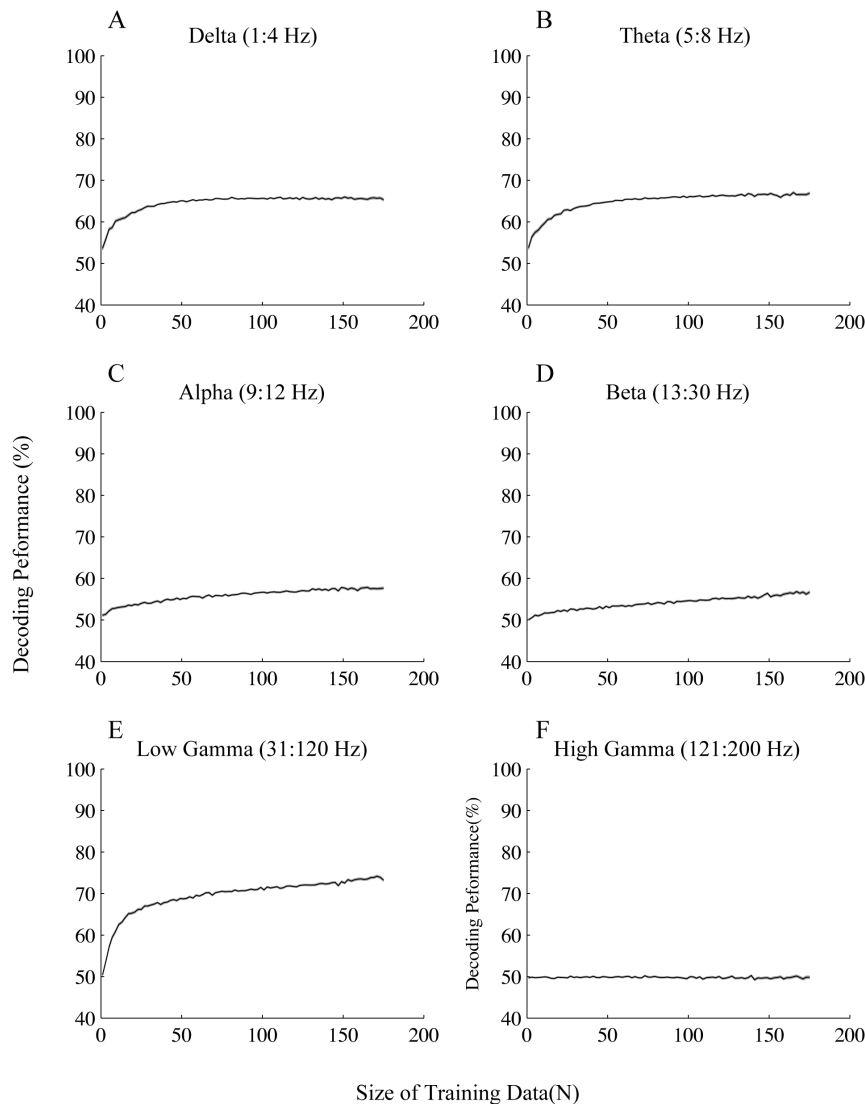 A
Delta (1:4 Hz)
100
90
80
70
60
50
40
0 50 100 150 200
B
Theta (5:8 Hz)
100
90
80
70
60
50
40
0 50 100 150 200
C
Alpha (9:12 Hz)
100
90
80
70
60
50
40
0 50 100 150 200
D
Beta (13:30 Hz)
100
90
80
70
60
50
40
0 50 100 150 200
Decoding Peformance (%)
E
Low Gamma (31:120 Hz)
100
90
80
70
60
50
40
0 50 100 150 200
F
High Gamma (121:200 Hz)
Decoding Peformance(%)
100
90
80
70
60
50
40
0 50 100 150 200
Size of Training Data(N)